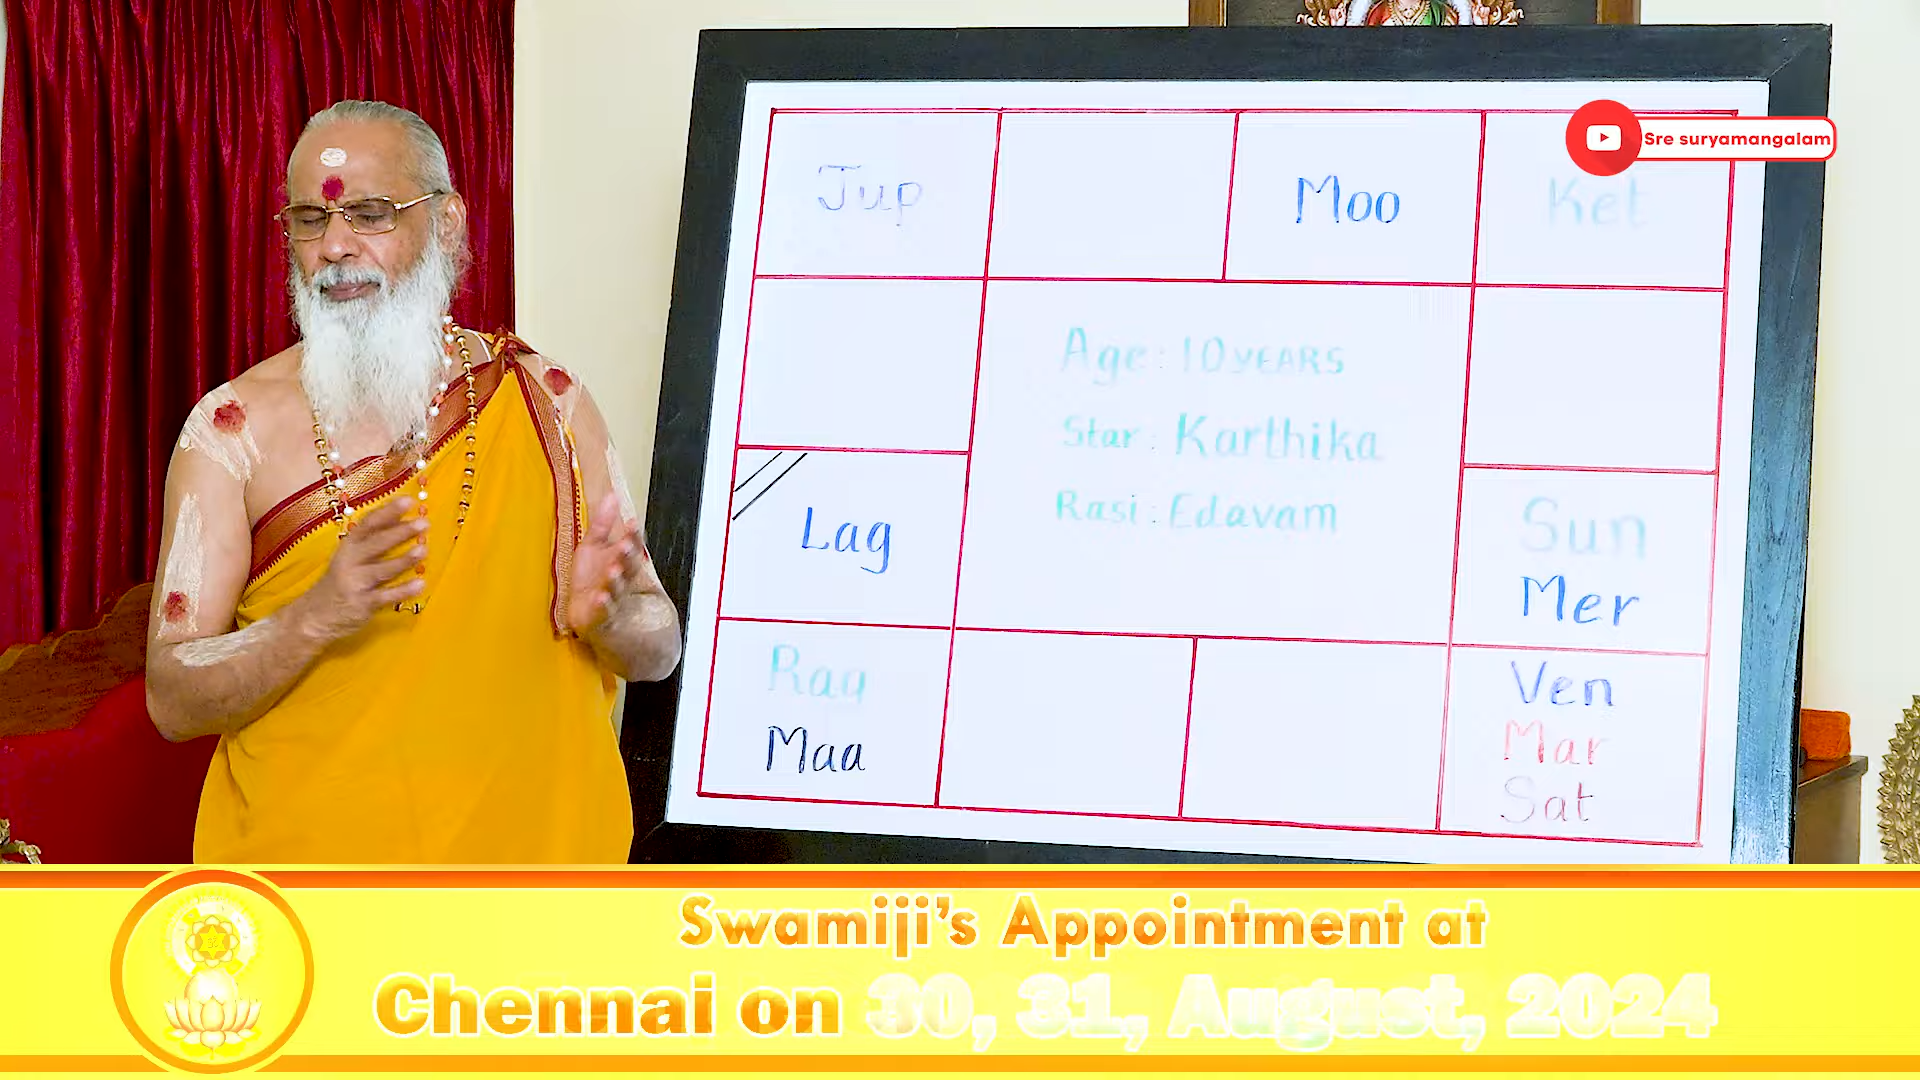 Sre suryamangalam
Jup
Moo
Ket
Age: 10 YEARS
Star: Karthika
Rasi: Edavam
Lag
Sun
Mer
Raa
Maa
Ven
Mar
Sat
Swamiji's Appointment at
Chennai on 30, 31, August, 2024